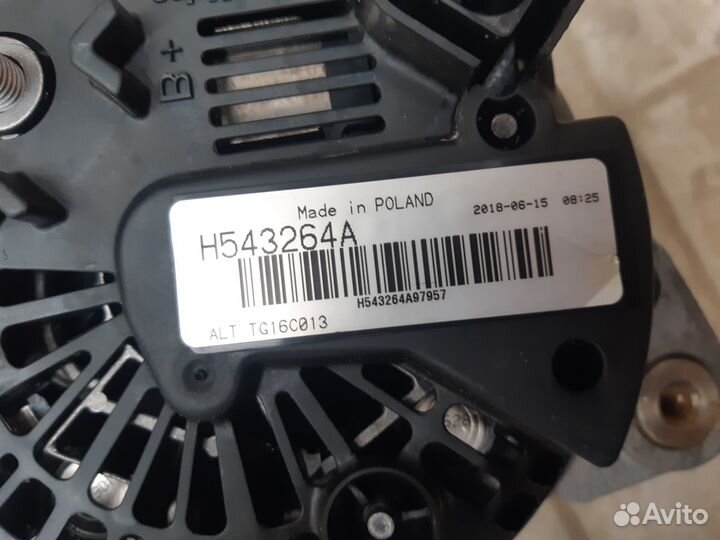 B+
Made in POLAND 2018-06-15 08:25
H543264A
H543264A97957
ALT TG16C013
Avito